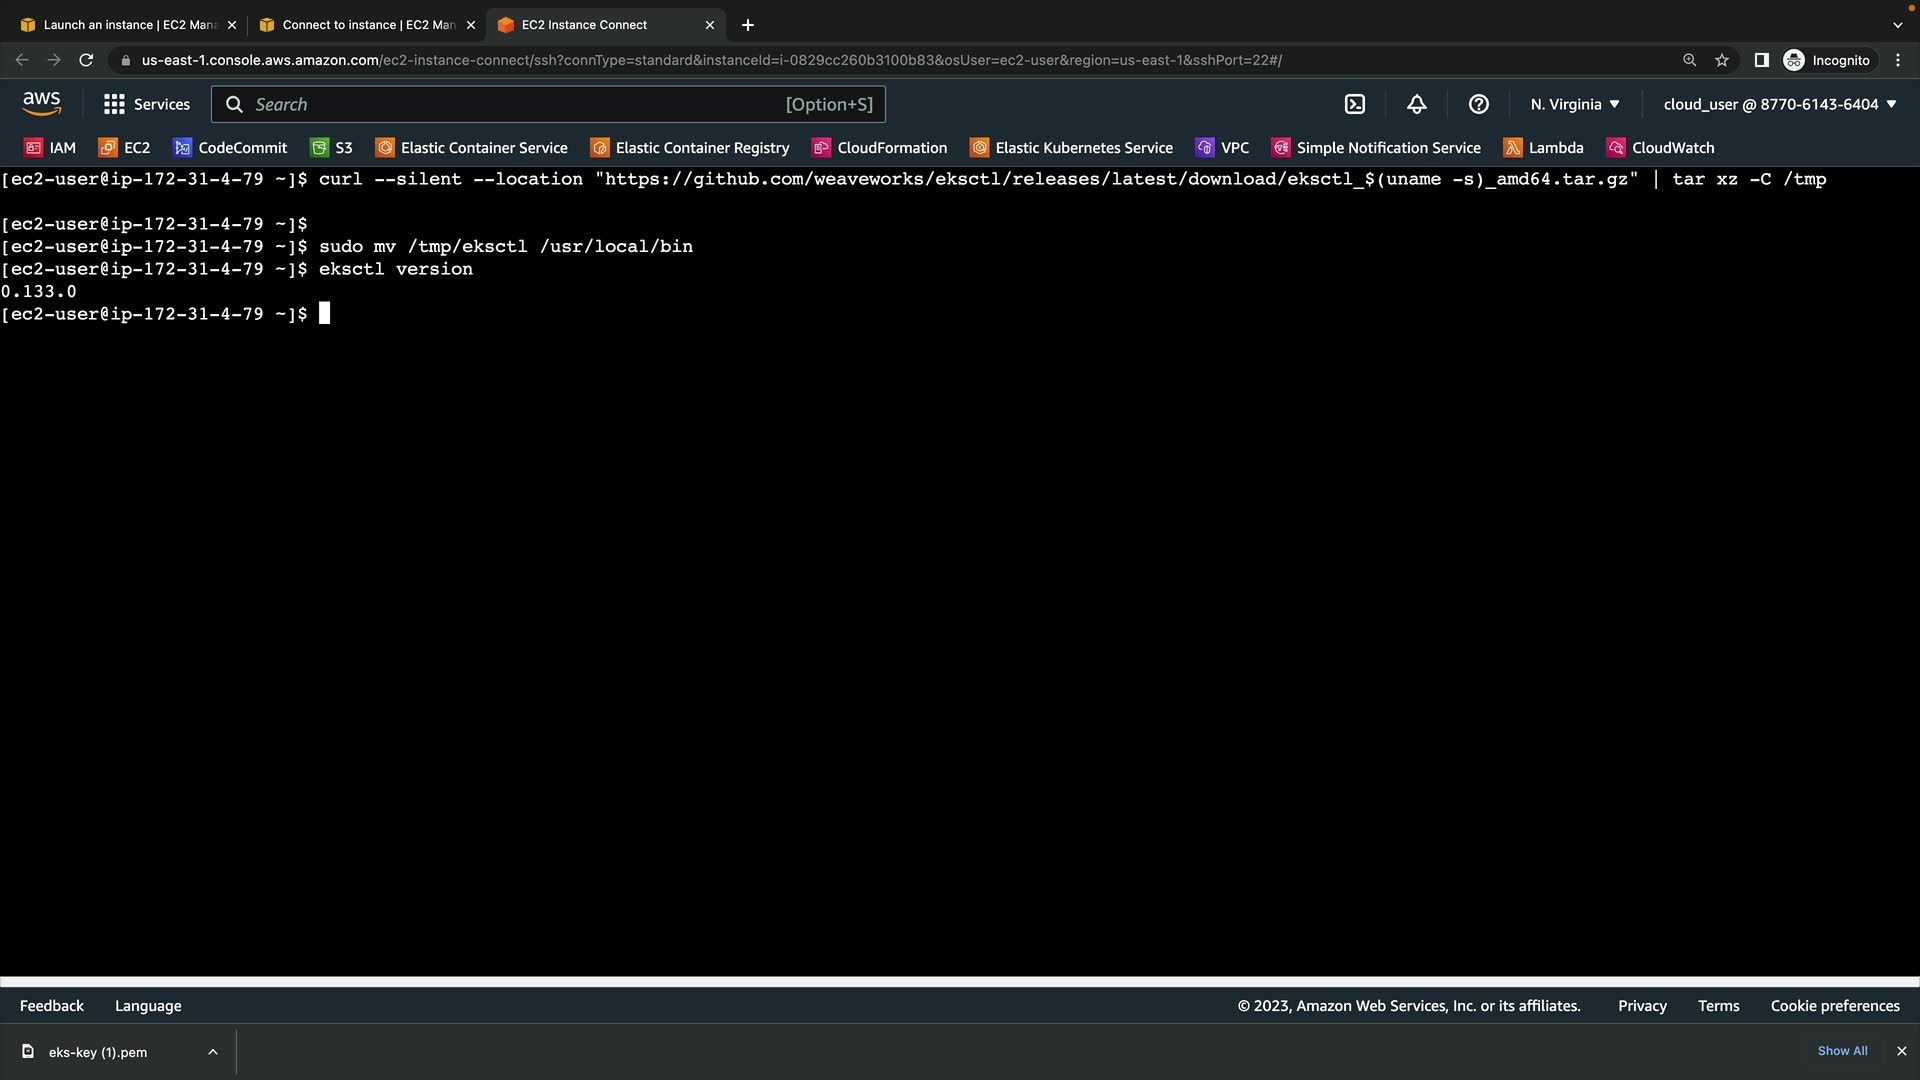 Launch an instance | EC2 Mana
Connect to instance | EC2 Man
EC2 Instance Connect
us-east-1.console.aws.amazon.com/ec2-instance-connect/ssh?connType=standard&instanceId=i-0829cc260b3100b83&osUser=ec2-user&region=us-east-1&sshPort=22#/
Incognito
aws
Services
Search
[Option+S]
N. Virginia
cloud_user @ 8770-6143-6404
IAM
EC2
CodeCommit
S3
Elastic Container Service
Elastic Container Registry
CloudFormation
Elastic Kubernetes Service
VPC
Simple Notification Service
Lambda
CloudWatch
[ec2-user@ip-172-31-4-79 ~]$ curl --silent --location "https://github.com/weaveworks/eksctl/releases/latest/download/eksctl_$(uname -s)_amd64.tar.gz" | tar xz -C /tmp
[ec2-user@ip-172-31-4-79 ~]$
[ec2-user@ip-172-31-4-79 ~]$ sudo mv /tmp/eksctl /usr/local/bin
[ec2-user@ip-172-31-4-79 ~]$ eksctl version
0.133.0
[ec2-user@ip-172-31-4-79 ~]$
Feedback
Language
© 2023, Amazon Web Services, Inc. or its affiliates.
Privacy
Terms
Cookie preferences
eks-key (1).pem
Show All